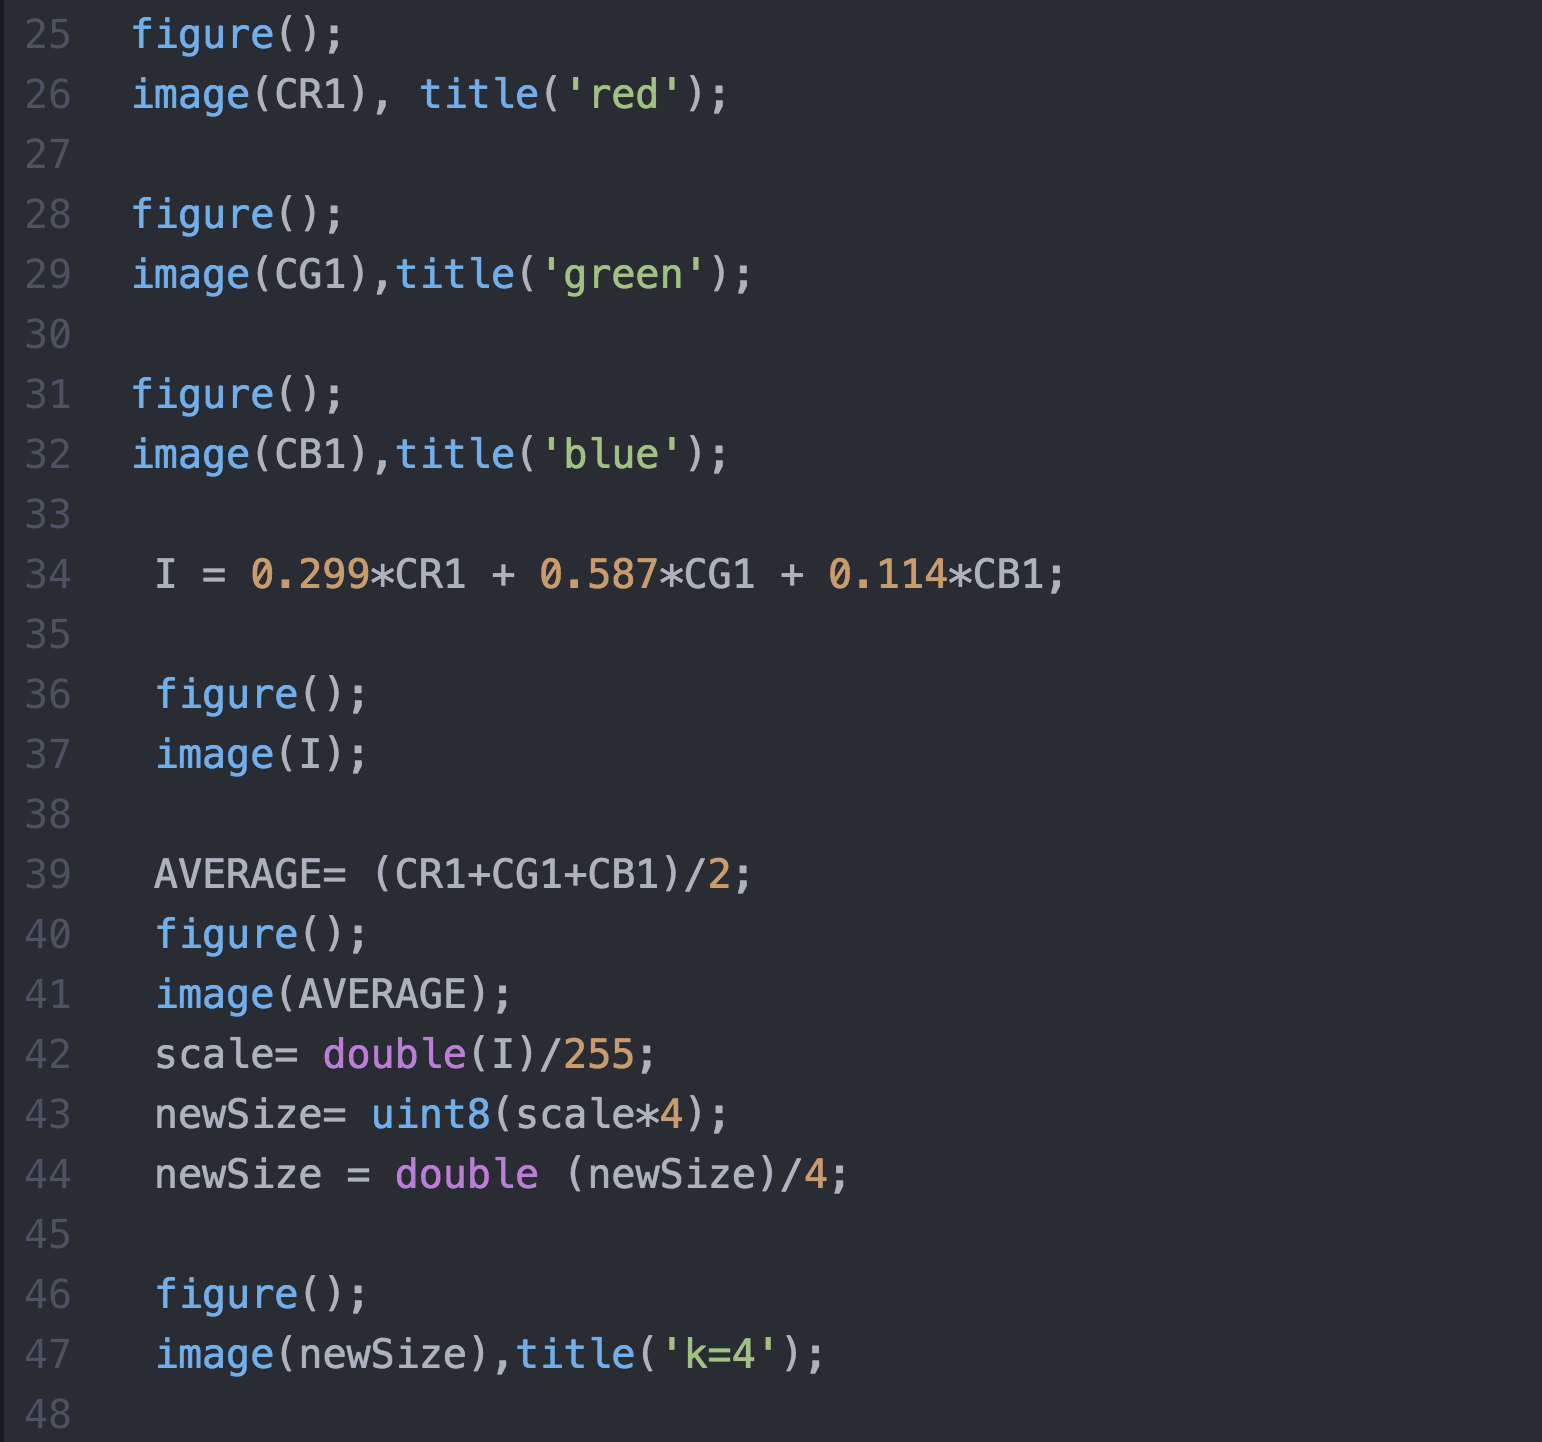 25 figure();
26 image(CR1), title('red');
27
28 figure();
29 image(CG1),title('green');
30
31 figure();
32 image(CB1),title('blue');
33
34 I = 0.299*CR1 + 0.587*CG1 + 0.114*CB1;
35
36 figure();
37 image(I);
38
39 AVERAGE= (CR1+CG1+CB1)/2;
40 figure();
41 image(AVERAGE);
42 scale= double(I)/255;
43 newSize= uint8(scale*4);
44 newSize = double (newSize)/4;
45
46 figure();
47 image(newSize),title('k=4');
48